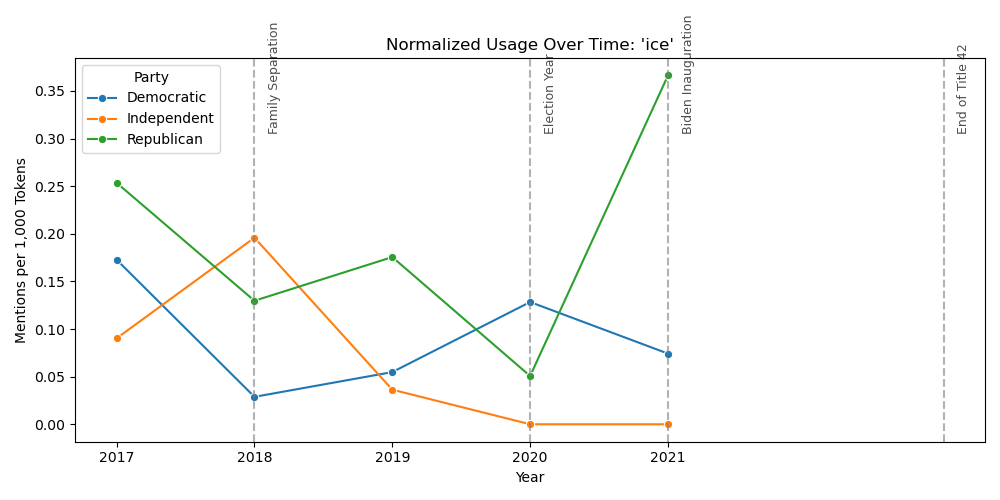 Normalized Usage Over Time: 'ice'
Party
Democratic
Independent
Republican
Family Separation
Election Year
Biden Inauguration
End of Title 42
Mentions per 1,000 Tokens
0.35
0.30
0.25
0.20
0.15
0.10
0.05
0.00
2017
2018
2019
2020
2021
Year